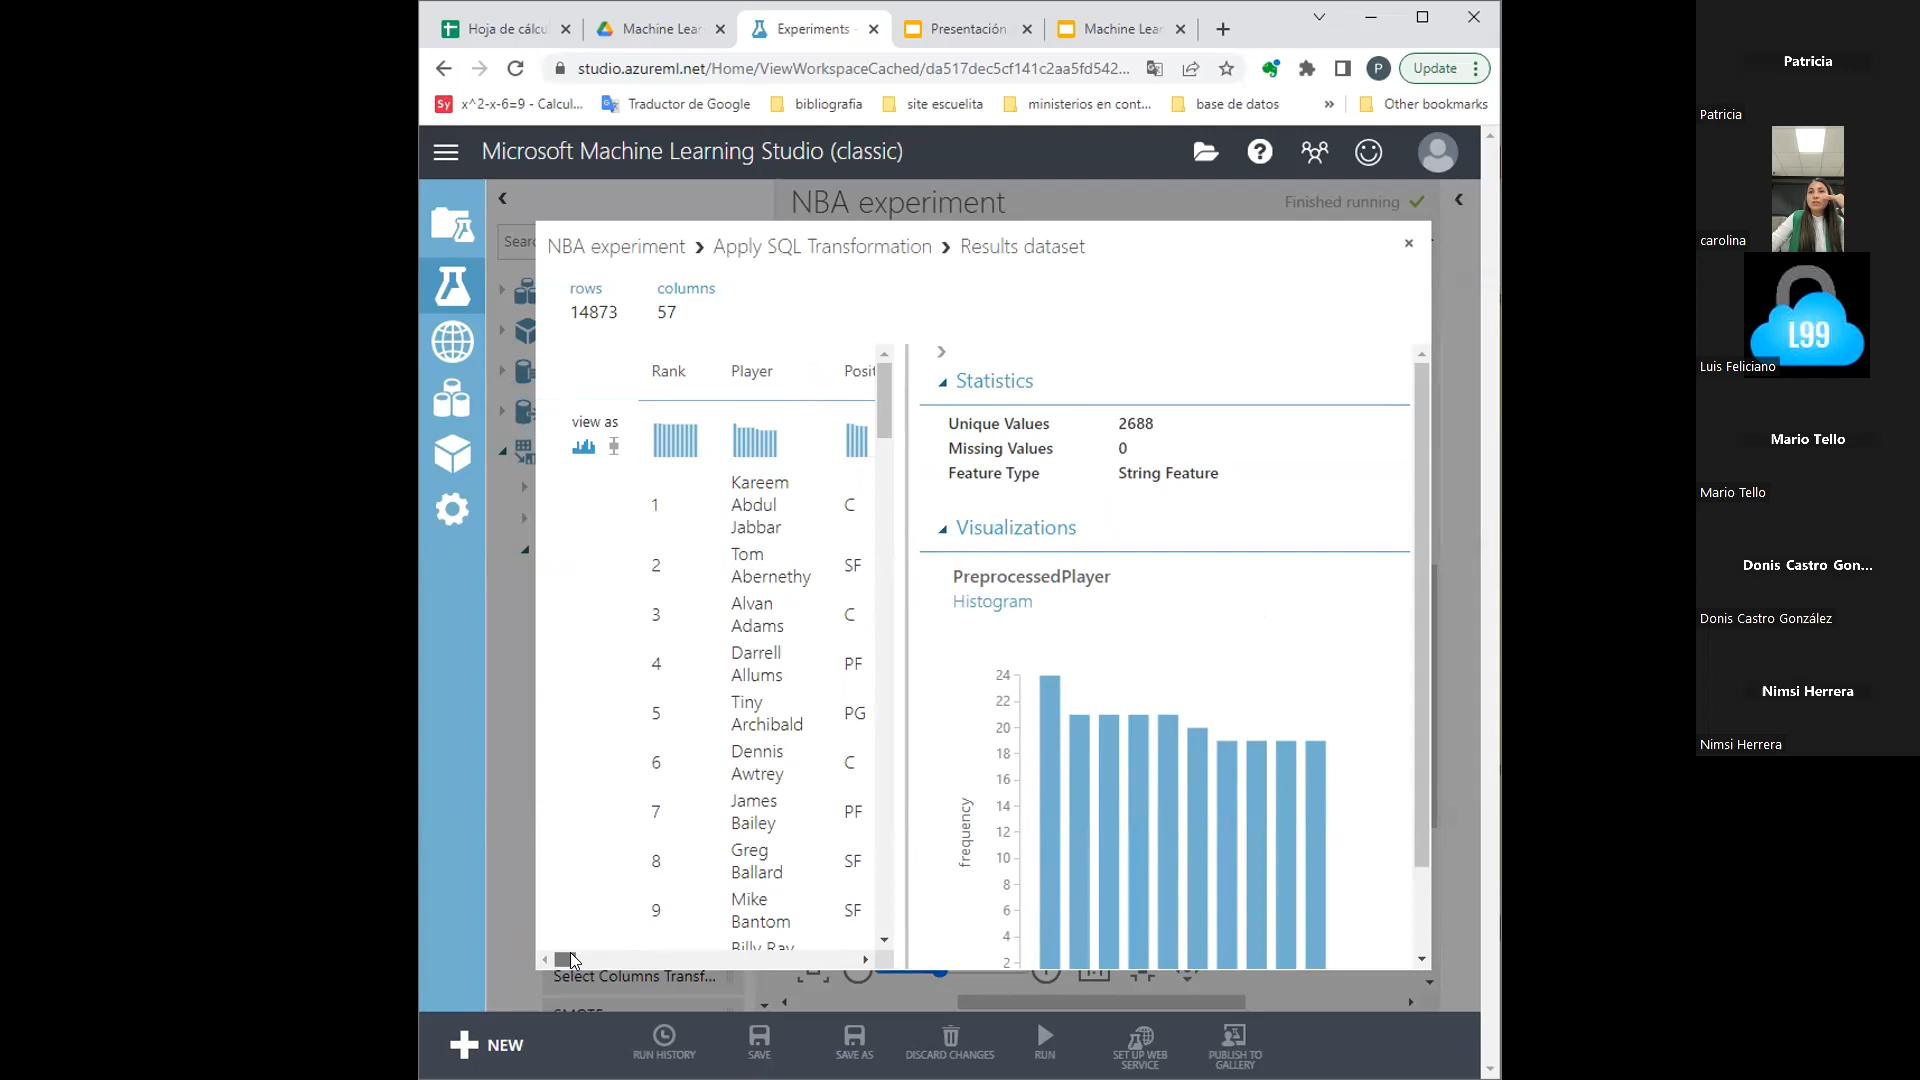 Hoja de cálcu
Machine Lear
Experiments -
Presentación
Machine Lear
studio.azureml.net/Home/ViewWorkspaceCached/da517dec5cf141c2aa5fd542...
P
Update
Sy
x^2-x-6=9 - Calcul...
Traductor de Google
bibliografia
site escuelita
ministerios en cont...
base de datos
»
Other bookmarks
Microsoft Machine Learning Studio (classic)
NBA experiment
Finished running
Sear
NBA experiment
Apply SQL Transformation
Results dataset
rows
columns
14873
57
Rank
Player
Posit
view as
1
Kareem
Abdul
Jabbar
C
2
Tom
Abernethy
SF
3
Alvan
Adams
C
4
Darrell
Allums
PF
5
Tiny
Archibald
PG
6
Dennis
Awtrey
C
7
James
Bailey
PF
8
Greg
Ballard
SF
9
Mike
Bantom
SF
Billy Ray
Statistics
Unique Values 2688
Missing Values 0
Feature Type String Feature
Visualizations
PreprocessedPlayer
Histogram
frequency
24
22
20
18
16
14
12
10
8
6
4
2
Select Columns Transf...
SMOTE
NEW
RUN HISTORY
SAVE
SAVE AS
DISCARD CHANGES
RUN
SET UP WEB
SERVICE
PUBLISH TO
GALLERY
Patricia
Patricia
carolina
L99
Luis Feliciano
Mario Tello
Mario Tello
Donis Castro Gon...
Donis Castro González
Nimsi Herrera
Nimsi Herrera